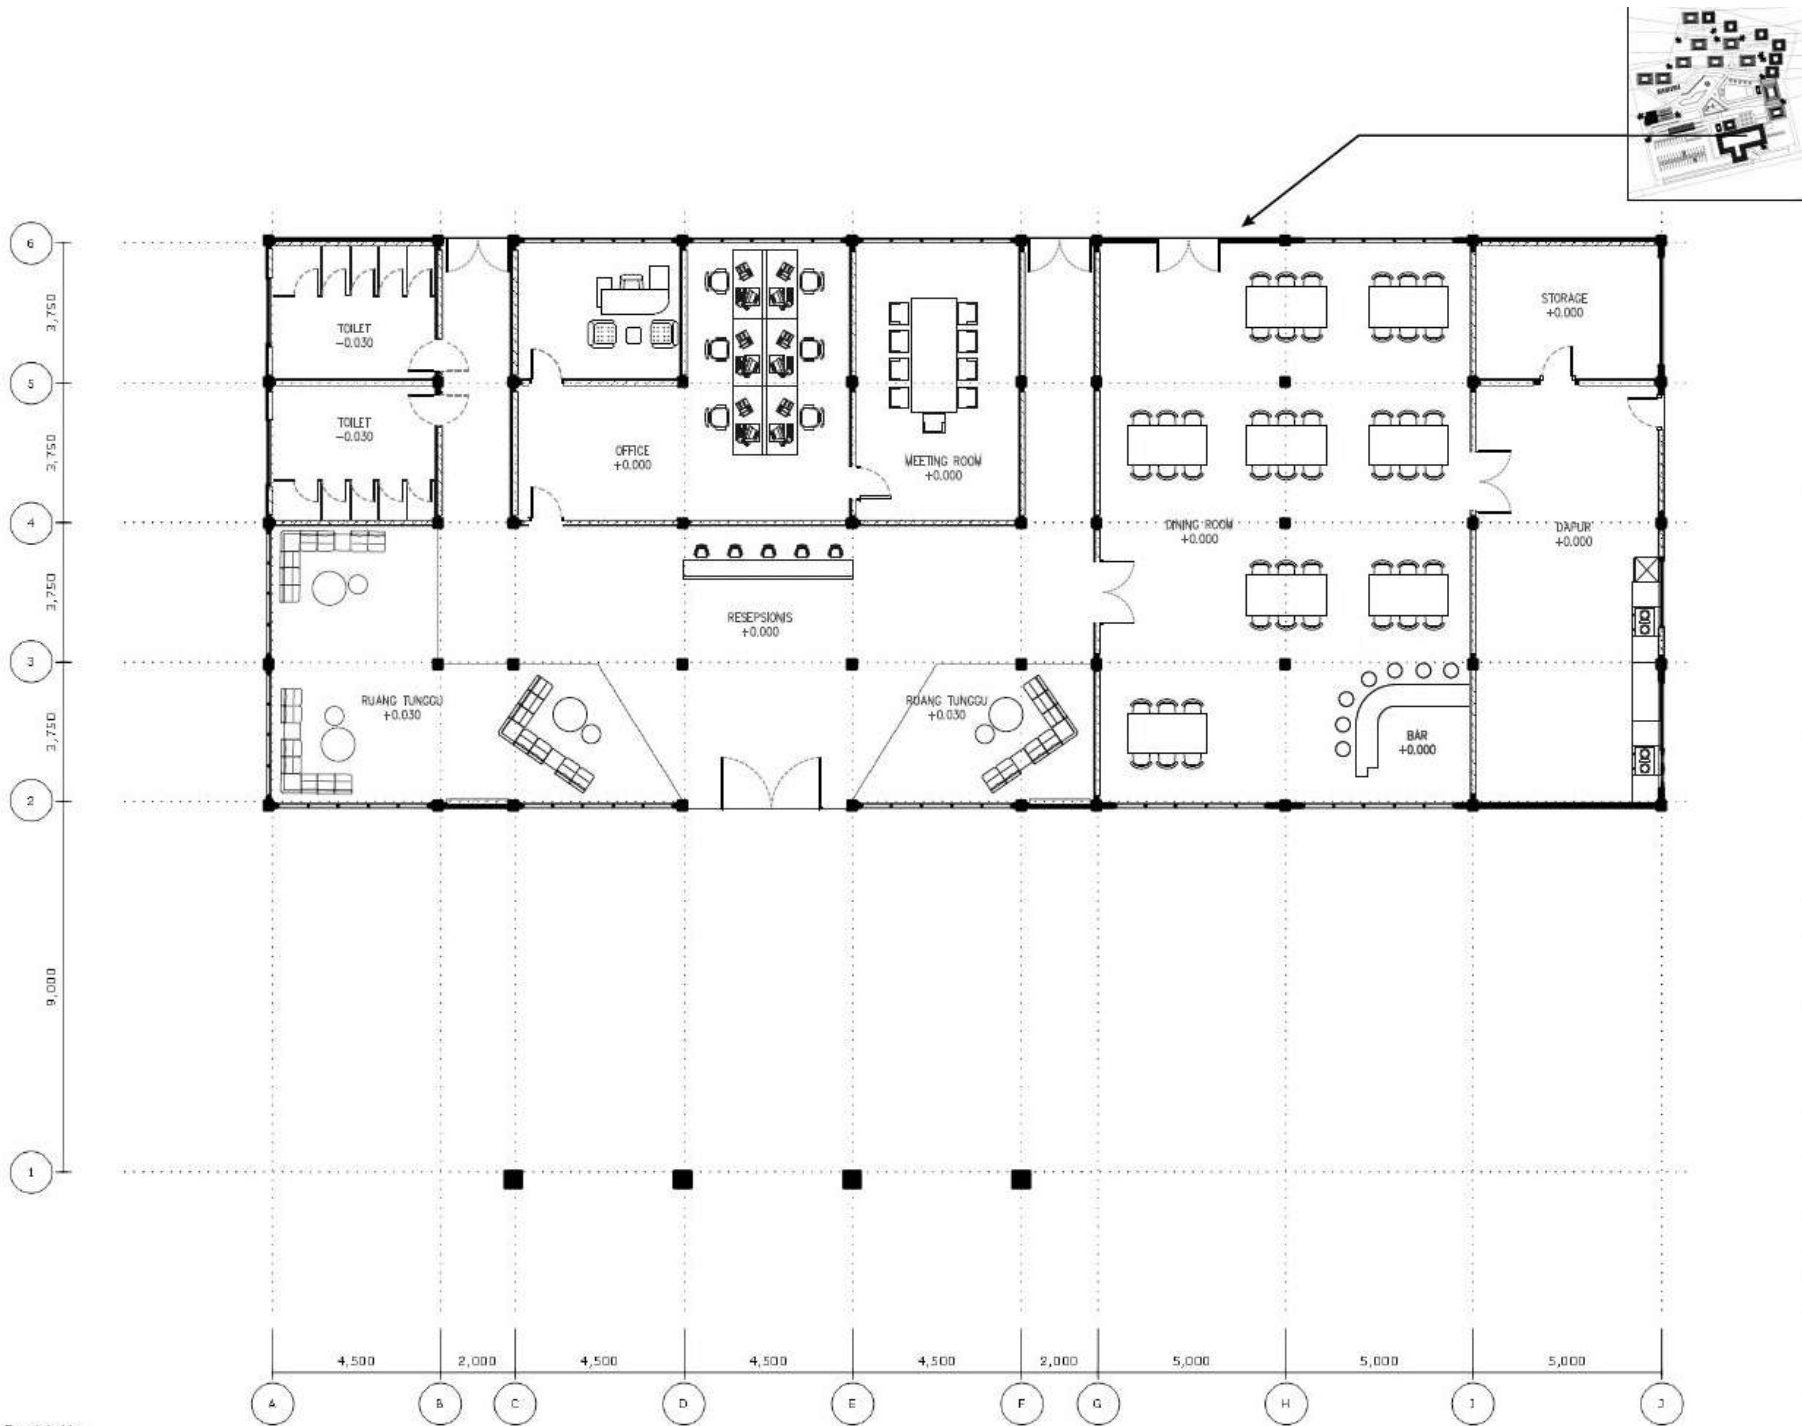 6
3,750
STORAGE
+0.000
TOILET
-0.030
5
3,750
TOILET
-0.030
OFFICE
+0.000
MEETING ROOM
+0.000
4
DINING ROOM
+0.000
DAPUR
+0.000
3,750
RESEPSIONIS
+0.000
3
RUANG TUNGGU
+0.030
RUANG TUNGGU
+0.030
3,750
BAR
+0.000
2
9,000
1
4,500
2,000
4,500
4,500
4,500
2,000
5,000
5,000
5,000
A
B
C
D
E
F
G
H
I
J